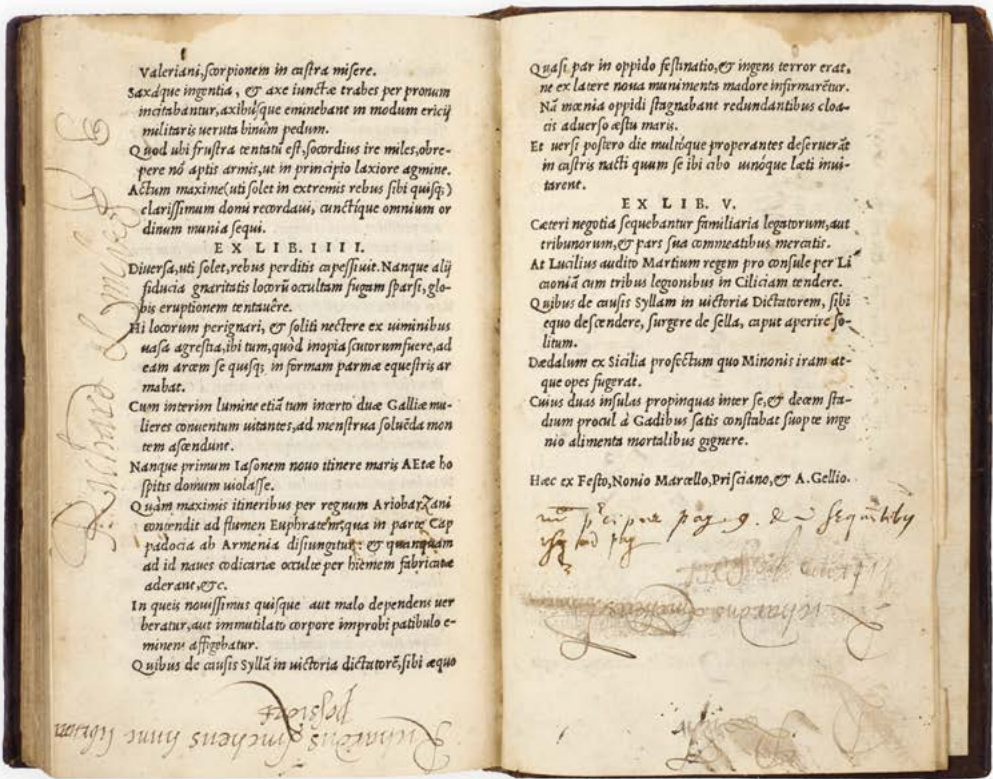 Valeriani, scorpionem in castra misere.
Saxáque ingentia, & axe iunctæ trabes per pronum
incitabantur, axibúsque eminebant in modum ericij
militaris ueruta binûm pedum.
Quod ubi frustra tentatū est, socordius ire miles, obre-
pere nō aptis armis, ut in principio laxiore agmine.
Actum maxime (uti solet in extremis rebus sibi quisq;)
clarissimum domi recordaui, cunctíque omnium or
dinum munia sequi.
EX LIB. IIII.
Diuersa, uti solet, rebus perditis capessiuit. Nanque alij
fiducia gnaritatis locorū occultam fugam sparsi, glo-
bis eruptionem tentauêre.
Hi locorum perignari, & soliti nectere ex uiminibus
uasa agrestia, ibi tum, quòd inopia scutorum fuere, ad
eam arcem se quisq; in formam parmæ equestris ar
mabat.
Cum interim lumine etiā tum incerto duæ Galliæ mu-
lieres conuentum uitantes, ad menstrua soluēda mon
tem ascendunt.
Nanque primum Iasonem nouo itinere maris AEtæ ho
spitis domum uiolasse.
Quàm maximis itineribus per regnum Ariobarzani
contendit ad flumen Euphratem, qua in parte Cap
padocia ab Armenia disiungitur: & quanquam
ad id naues codicariæ occulte per hiemem fabricatæ
aderant, &c.
In queis nouissimus quisque aut malo dependens uer
beratur, aut immutilato corpore improbi patibulo e-
minens affigebatur.
Quibus de causis Syllā in uictoria dictatorē, sibi æquo
Richardus hunc librum
possidet
Richard
Quasi par in oppido festinatio, & ingens terror erat,
ne ex latere noua munimenta madore infirmarētur.
Nā mœnia oppidi stagnabant redundantibus cloa-
cis aduerso æstu maris.
Et uersi postero die multóque properantes deseruerāt
in castris nacti quum se ibi cibo uinóque læti inui-
tarent.
EX LIB. V.
Cæteri negotia sequebantur familiaria legatorum, aut
tribunorum, & pars sua commeatibus mercatis.
At Lucilius audito Martium regem pro consule per Li
caoniā cum tribus legionibus in Ciliciam tendere.
Quibus de causis Syllam in uictoria Dictatorem, sibi
equo descendere, surgere de sella, caput aperire so-
litum.
Dædalum ex Sicilia profectum quo Minonis iram at-
que opes fugerat.
Cuius duas insulas propinquas inter se, & decem sta-
dium procul à Gadibus satis constabat suopte inge
nio alimenta mortalibus gignere.
Hæc ex Festo, Nonio Marcello, Prisciano, & A. Gellio.